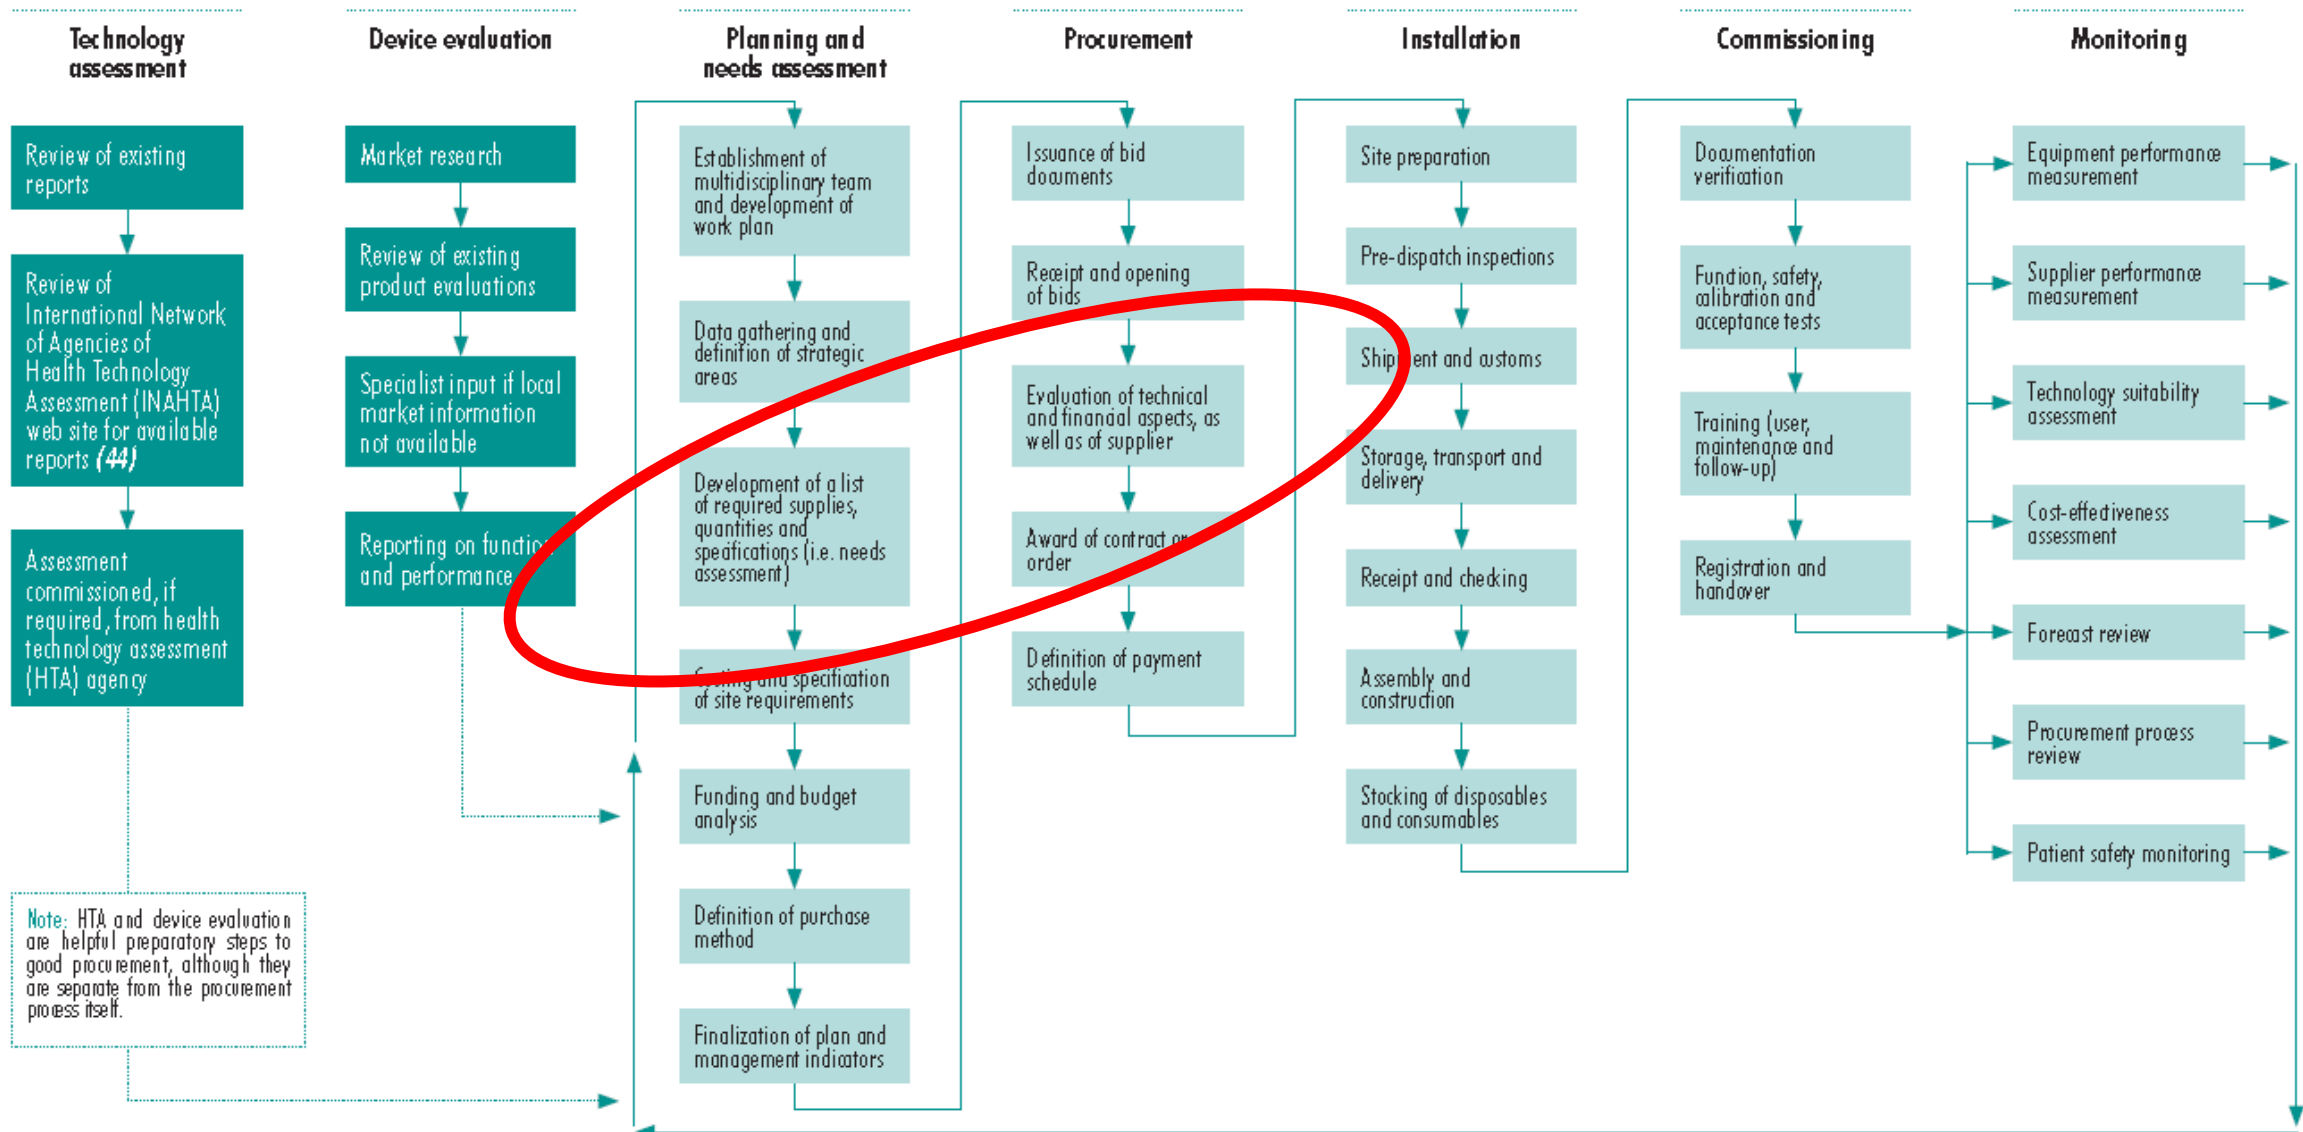 Technology
assessment
Review of existing
reports
Review of
International Network
of Agencies of
Health Technology
Assessment (INAHTA)
web site for available
reports (44)
Assessment
commissioned, if
required, from health
technology assessment
(HTA) agency
Note: HTA and device evaluation
are helpful preparatory steps to
good procurement, although they
are separate from the procurement
process itself.
Device evaluation
Market research
Review of existing
product evaluations
Specialist input if local
market information
not available
Reporting on function
and performance
Planning and
needs assessment
Establishment of
multidisciplinary team
and development of
work plan
Data gathering and
definition of strategic
areas
Development of a list
of required supplies,
quantities and
specifications (i.e. needs
assessment)
Costing and specification
of site requirements
Funding and budget
analysis
Definition of purchase
method
Finalization of plan and
management indicators
Procurement
Issuance of bid
documents
Receipt and opening
of bids
Evaluation of technical
and financial aspects, as
well as of supplier
Award of contract or
order
Definition of payment
schedule
Installation
Site preparation
Pre-dispatch inspections
Shipment and customs
Storage, transport and
delivery
Receipt and checking
Assembly and
construction
Stocking of disposables
and consumables
Commissioning
Documentation
verification
Function, safety,
calibration and
acceptance tests
Training (user,
maintenance and
follow-up)
Registration and
handover
Monitoring
Equipment performance
measurement
Supplier performance
measurement
Technology suitability
assessment
Cost-effectiveness
assessment
Forecast review
Procurement process
review
Patient safety monitoring